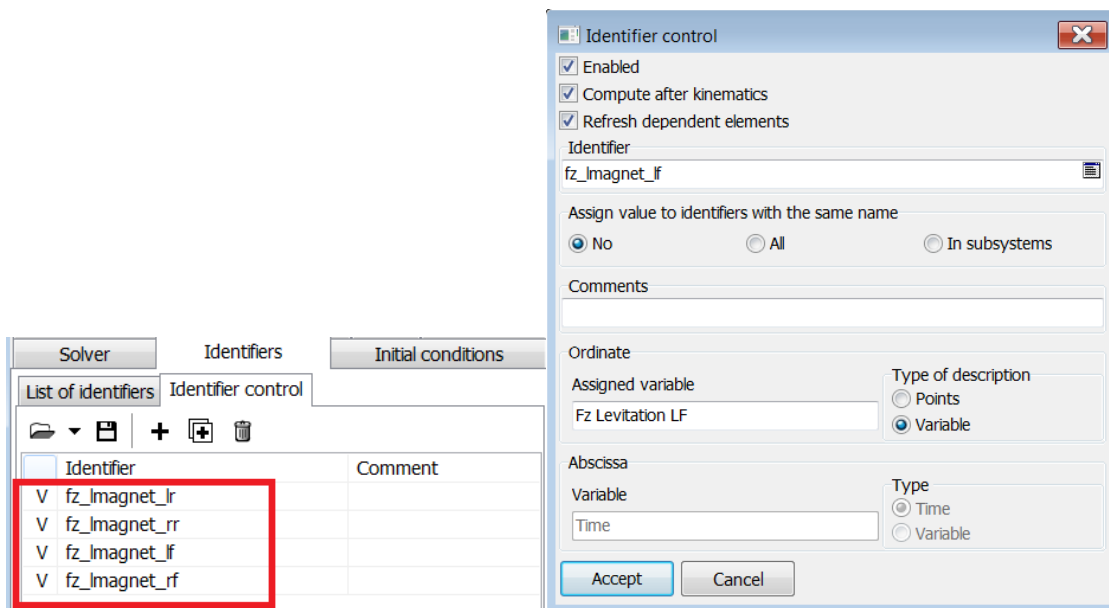 Solver Identifiers Initial conditions
List of identifiers Identifier control
Identifier Comment
V fz_lmagnet_lr
V fz_lmagnet_rr
V fz_lmagnet_lf
V fz_lmagnet_rf
Identifier control
Enabled
Compute after kinematics
Refresh dependent elements
Identifier
fz_lmagnet_lf
Assign value to identifiers with the same name
No All In subsystems
Comments
Ordinate
Assigned variable
Fz Levitation LF
Type of description
Points
Variable
Abscissa
Variable
Time
Type
Time
Variable
Accept Cancel